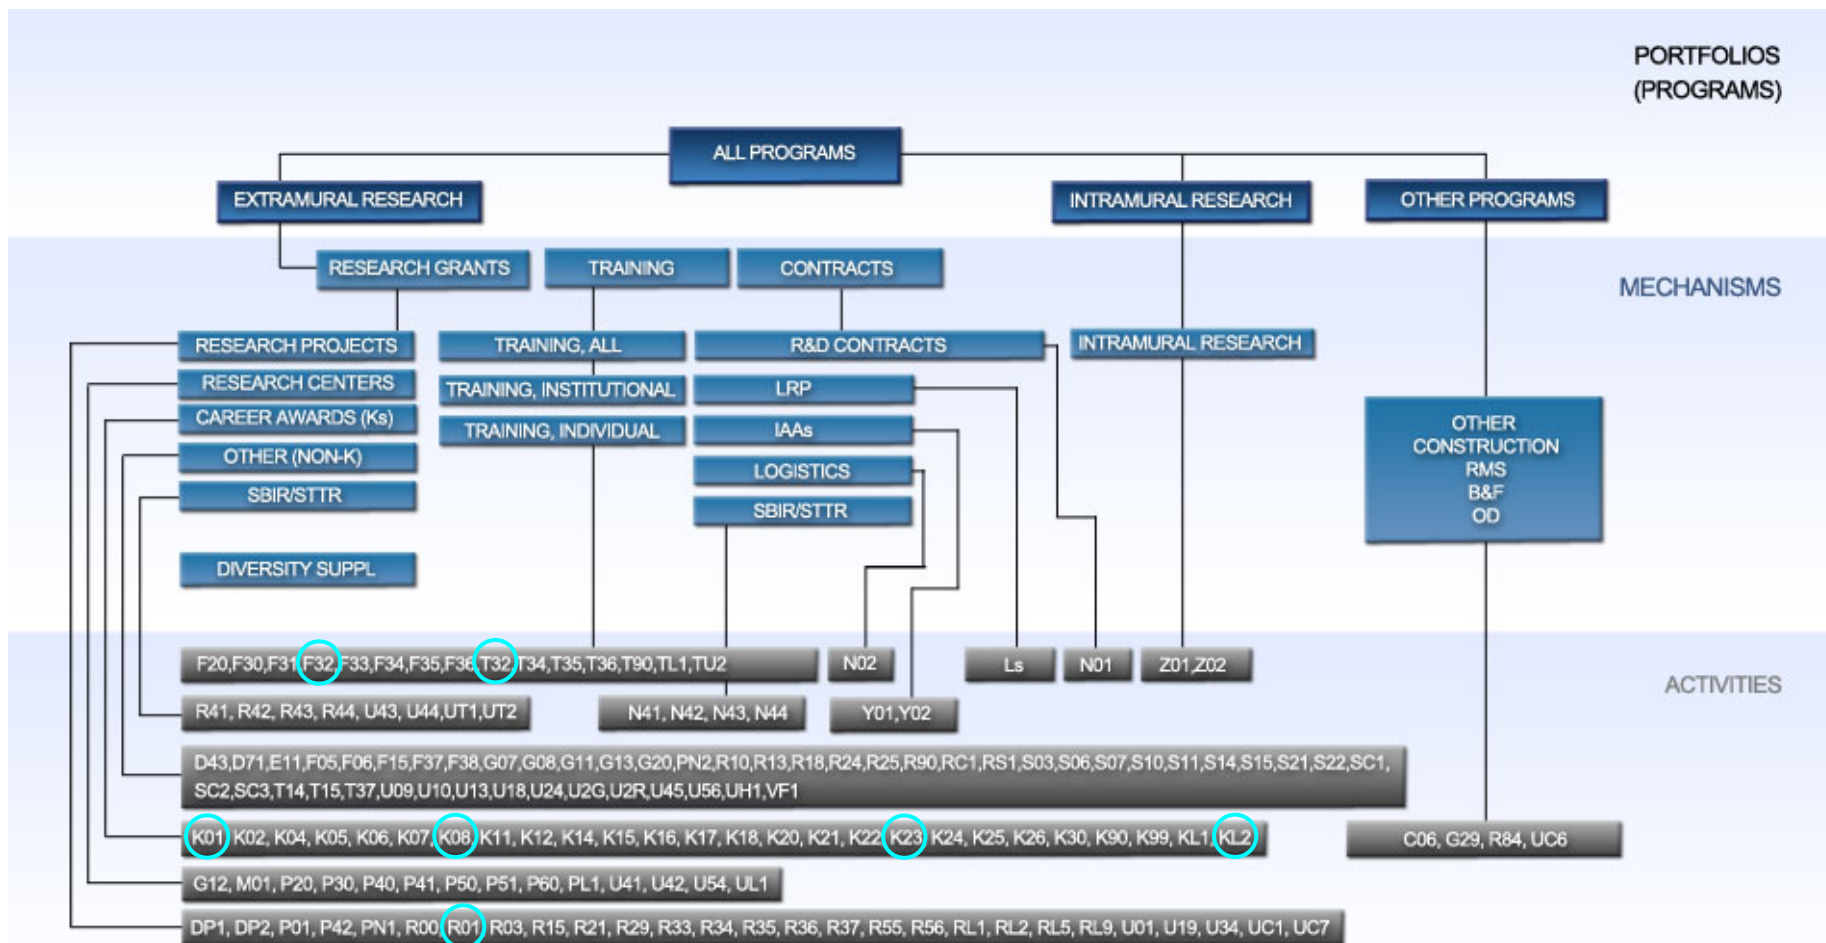 PORTFOLIOS
(PROGRAMS)
ALL PROGRAMS
EXTRAMURAL RESEARCH
INTRAMURAL RESEARCH
OTHER PROGRAMS
MECHANISMS
RESEARCH GRANTS
TRAINING
CONTRACTS
RESEARCH PROJECTS
RESEARCH CENTERS
CAREER AWARDS (Ks)
OTHER (NON-K)
SBIR/STTR
DIVERSITY SUPPL
TRAINING, ALL
TRAINING, INSTITUTIONAL
TRAINING, INDIVIDUAL
R&D CONTRACTS
LRP
IAAs
LOGISTICS
SBIR/STTR
INTRAMURAL RESEARCH
OTHER
CONSTRUCTION
RMS
B&F
OD
ACTIVITIES
F20,F30,F31,F32,F33,F34,F35,F36,T32,T34,T35,T36,T90,TL1,TU2
N02
Ls
N01
Z01,Z02
R41, R42, R43, R44, U43, U44,UT1,UT2
N41, N42, N43, N44
Y01,Y02
D43,D71,E11,F05,F06,F15,F37,F38,G07,G08,G11,G13,G20,PN2,R10,R13,R18,R24,R25,R90,RC1,RS1,S03,S06,S07,S10,S11,S14,S15,S21,S22,SC1,
SC2,SC3,T14,T15,T37,U09,U10,U13,U18,U24,U2G,U2R,U45,U56,UH1,VF1
K01, K02, K04, K05, K06, K07, K08, K11, K12, K14, K15, K16, K17, K18, K20, K21, K22, K23, K24, K25, K26, K30, K90, K99, KL1, KL2
C06, G29, R84, UC6
G12, M01, P20, P30, P40, P41, P50, P51, P60, PL1, U41, U42, U54, UL1
DP1, DP2, P01, P42, PN1, R00, R01, R03, R15, R21, R29, R33, R34, R35, R36, R37, R55, R56, RL1, RL2, RL5, RL9, U01, U19, U34, UC1, UC7